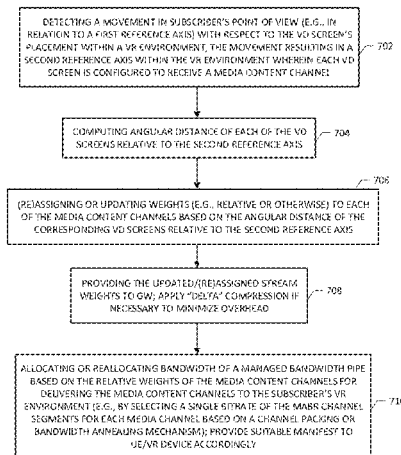 DETECTING A MOVEMENT IN SUBSCRIBER'S POINT OF VIEW (E.G., IN
RELATION TO A FIRST REFERENCE AXIS) WITH RESPECT TO THE VD SCREEN'S
PLACEMENT WITHIN A VR ENVIRONMENT, THE MOVEMENT RESULTING IN A
SECOND REFERENCE AXIS WITHIN THE VR ENVIRONMENT WHEREIN EACH VD
SCREEN IS CONFIGURED TO RECEIVE A MEDIA CONTENT CHANNEL
702
COMPUTING ANGULAR DISTANCE OF EACH OF THE VD
SCREENS RELATIVE TO THE SECOND REFERENCE AXIS
704
706
(RE)ASSIGNING OR UPDATING WEIGHTS (E.G., RELATIVE OR OTHERWISE) TO EACH
OF THE MEDIA CONTENT CHANNELS BASED ON THE ANGULAR DISTANCE OF THE
CORRESPONDING VD SCREENS RELATIVE TO THE SECOND REFERENCE AXIS
PROVIDING THE UPDATED/(RE)ASSIGNED STREAM
WEIGHTS TO GW; APPLY "DELTA" COMPRESSION IF
NECESSARY TO MINIMIZE OVERHEAD
708
ALLOCATING OR REALLOCATING BANDWIDTH OF A MANAGED BANDWIDTH PIPE
BASED ON THE RELATIVE WEIGHTS OF THE MEDIA CONTENT CHANNELS FOR
DELIVERING THE MEDIA CONTENT CHANNELS TO THE SUBSCRIBER'S VR
ENVIRONMENT (E.G., BY SELECTING A SINGLE BITRATE OF THE MABR CHANNEL
SEGMENTS FOR EACH MEDIA CHANNEL BASED ON A CHANNEL PACKING OR
BANDWIDTH ANNEALING MECHANISM); PROVIDE SUITABLE MANIFEST TO
UE/VR DEVICE ACCORDINGLY
710